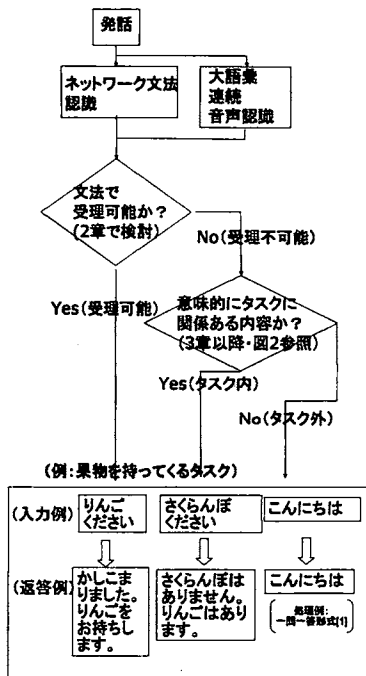 発話
ネットワーク文法
認識
大語彙
連続
音声認識
文法で
受理可能か？
(2章で検討)
No(受理不可能)
Yes(受理可能)
意味的にタスクに
関係ある内容か？
(3章以降・図2参照)
Yes(タスク内)
No(タスク外)
(例：果物を持ってくるタスク)
(入力例)
りんご
ください
さくらんぼ
ください
こんにちは
(返答例)
かしこま
りました。
りんごを
お持ちし
ます。
さくらんぼは
ありません。
りんごはあり
ます。
こんにちは
処理例：
一問一答形式[1]